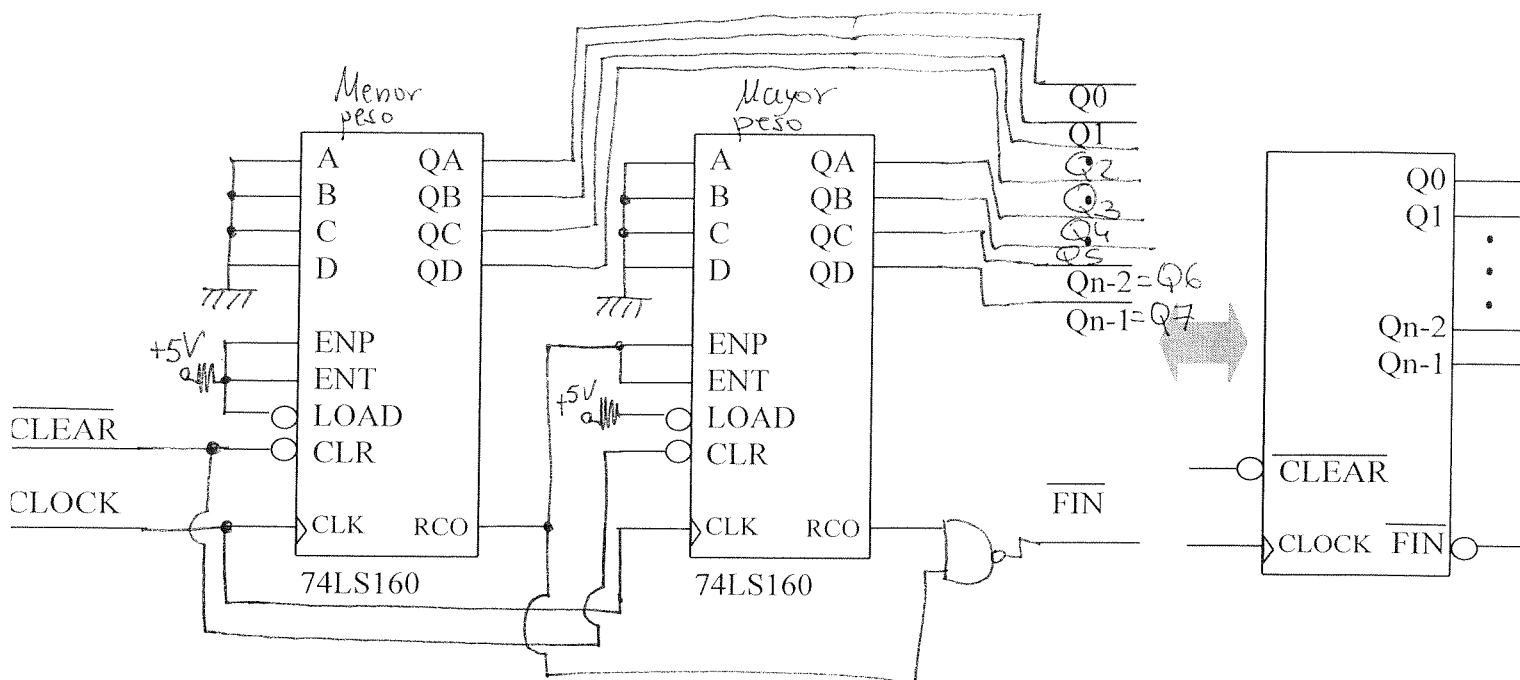 Menor
peso
A QA
B QB
C QC
D QD
+5V
ENP
ENT
LOAD
CLR
CLK RCO
74LS160
CLEAR
CLOCK
Mayor
peso
A QA
B QB
C QC
D QD
ENP
ENT
+5V
LOAD
CLR
CLK RCO
74LS160
Q0
Q1
Q2
Q3
Q4
Q5
Qn-2=Q6
Qn-1=Q7
FIN
Q0
Q1
Qn-2
Qn-1
CLEAR
CLOCK FIN